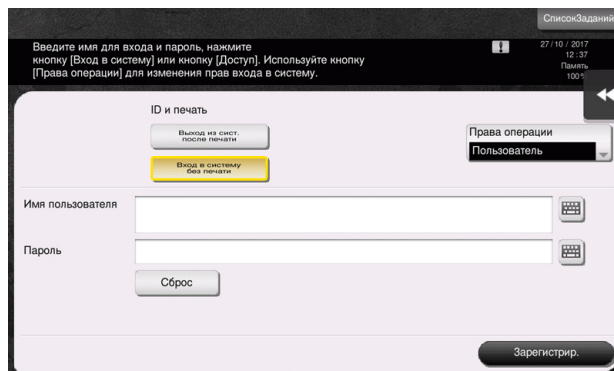 СписокЗаданий
Введите имя для входа и пароль, нажмите
кнопку [Вход в систему] или кнопку [Доступ]. Используйте кнопку
[Права операции] для изменения прав входа в систему.
27/10 / 2017
12:37
Память
100%
ID и печать
Выход из сист.
после печати
Вход в систему
без печати
Права операции
Пользователь
Имя пользователя
Пароль
Сброс
Зарегистрир.